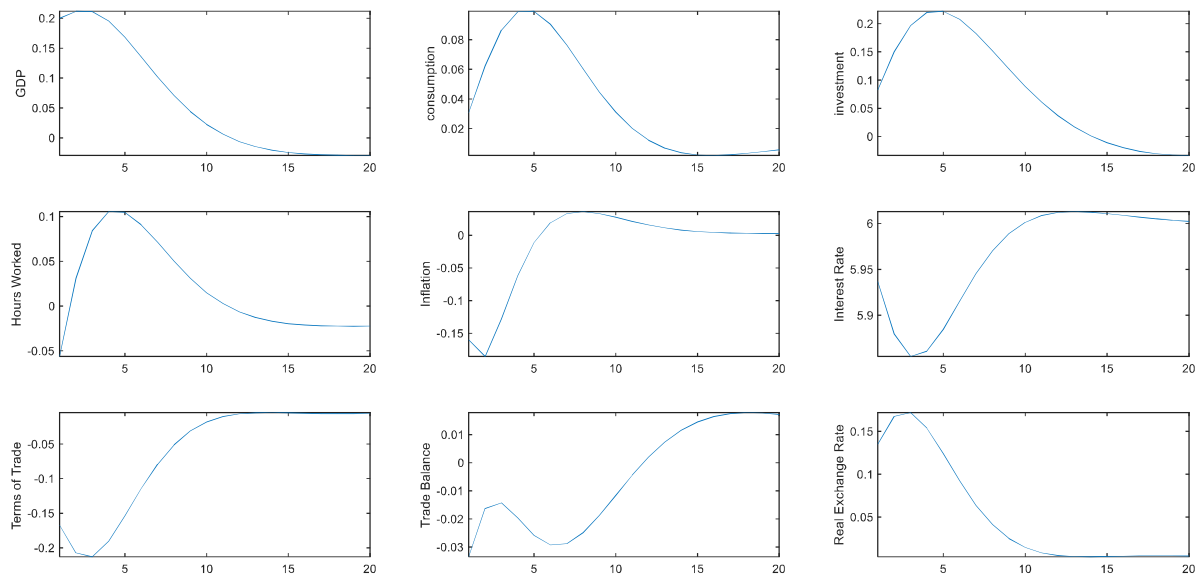 GDP
0.2
0.15
0.1
0.05
0
5 10 15 20
consumption
0.08
0.06
0.04
0.02
5 10 15 20
investment
0.2
0.1
0
5 10 15 20
Hours Worked
0.1
0.05
0
-0.05
5 10 15 20
Inflation
0
-0.05
-0.1
-0.15
5 10 15 20
Interest Rate
6
5.95
5.9
5 10 15 20
Terms of Trade
-0.05
-0.1
-0.15
-0.2
5 10 15 20
Trade Balance
0.01
0
-0.01
-0.02
-0.03
5 10 15 20
Real Exchange Rate
0.15
0.1
0.05
5 10 15 20